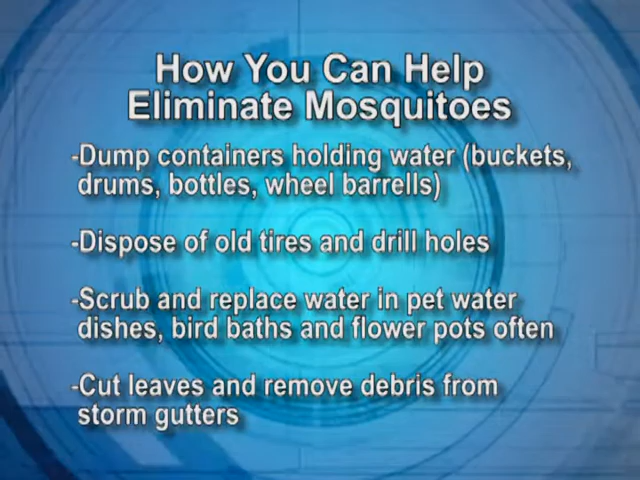 How You Can Help
Eliminate Mosquitoes
-Dump containers holding water (buckets,
drums, bottles, wheel barrells)
-Dispose of old tires and drill holes
-Scrub and replace water in pet water
dishes, bird baths and flower pots often
-Cut leaves and remove debris from
storm gutters